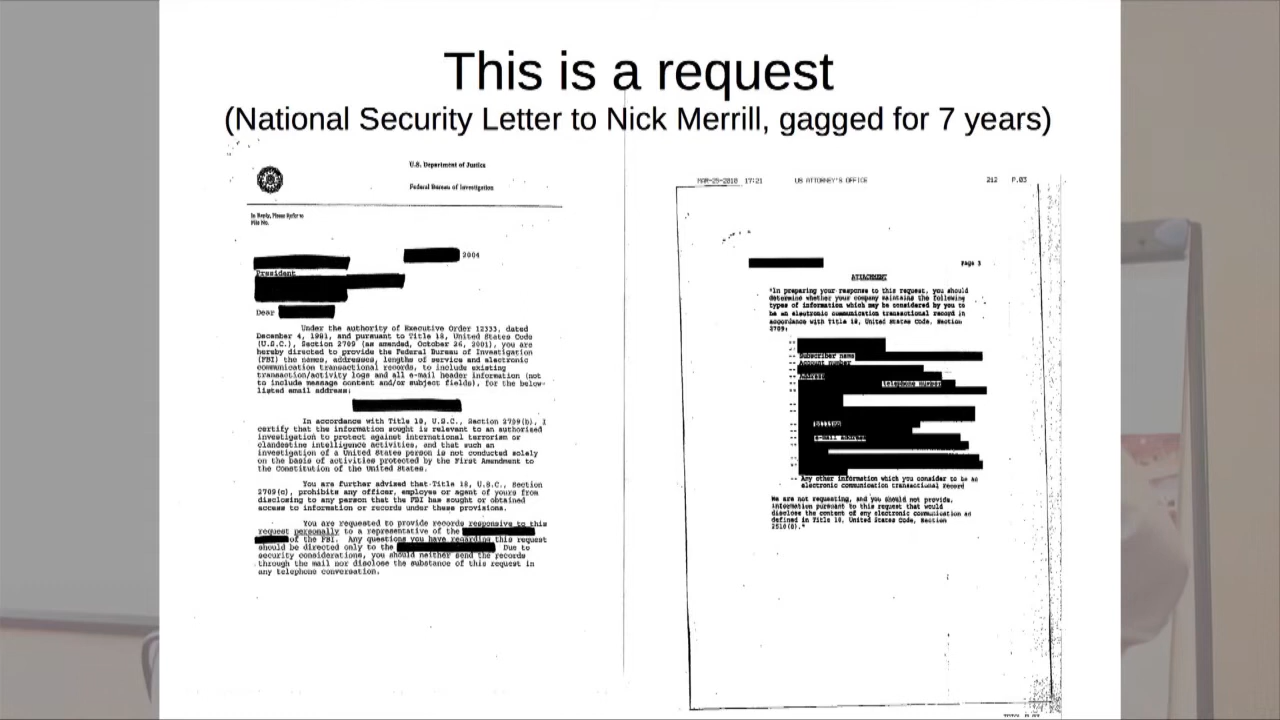 This is a request
(National Security Letter to Nick Merrill, gagged for 7 years)
U.S. Department of Justice
Federal Bureau of Investigation
In Reply, Please Refer to
File No.
2004
President
Dear
Under the authority of Executive Order 12333, dated
December 4, 1981, and pursuant to Title 18, United States Code
(U.S.C.), Section 2709 (as amended, October 26, 2001), you are
hereby directed to provide the Federal Bureau of Investigation
(FBI) the names, addresses, lengths of service and electronic
communication transactional records, to include existing
transaction/activity logs and all e-mail header information (not
to include message content and/or subject fields), for the below-
listed email address:
In accordance with Title 18, U.S.C., Section 2709(b), I
certify that the information sought is relevant to an authorized
investigation to protect against international terrorism or
clandestine intelligence activities, and that such an
investigation of a United States person is not conducted solely
on the basis of activities protected by the First Amendment to
the Constitution of the United States.
You are further advised that Title 18, U.S.C., Section
2709(c), prohibits any officer, employee or agent of yours from
disclosing to any person that the FBI has sought or obtained
access to information or records under these provisions.
You are requested to provide records responsive to this
request personally to a representative of the
of the FBI. Any questions you have regarding this request
should be directed only to the Due to
security considerations, you should neither send the records
through the mail nor disclose the substance of this request in
any telephone conversation.
MAR-29-2010 17:21 US ATTORNEY'S OFFICE 212 P.03
Page 3
ATTACHMENT
"In preparing your response to this request, you should
determine whether your company maintains the following
types of information which may be considered by you to
be an electronic communication transactional record in
accordance with Title 18, United States Code, Section
2709:
Subscriber name
Account number
Address
telephone number
billing
e-mail address
-- Any other information which you consider to be an
electronic communication transactional record
We are not requesting, and you should not provide,
information pursuant to this request that would
disclose the content of any electronic communication as
defined in Title 18, United States Code, Section
2510(8)."